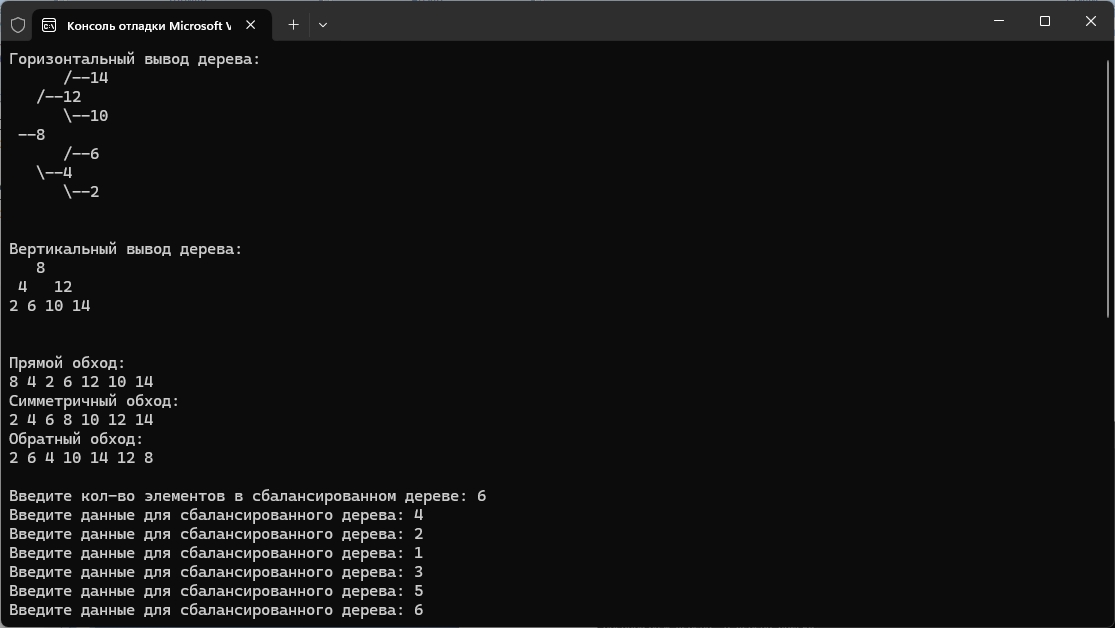 Консоль отладки Microsoft V
Горизонтальный вывод дерева:
      /--14
   /--12
      \--10
 --8
      /--6
   \--4
      \--2
Вертикальный вывод дерева:
   8
 4   12
2 6 10 14
Прямой обход:
8 4 2 6 12 10 14
Симметричный обход:
2 4 6 8 10 12 14
Обратный обход:
2 6 4 10 14 12 8
Введите кол-во элементов в сбалансированном дереве: 6
Введите данные для сбалансированного дерева: 4
Введите данные для сбалансированного дерева: 2
Введите данные для сбалансированного дерева: 1
Введите данные для сбалансированного дерева: 3
Введите данные для сбалансированного дерева: 5
Введите данные для сбалансированного дерева: 6